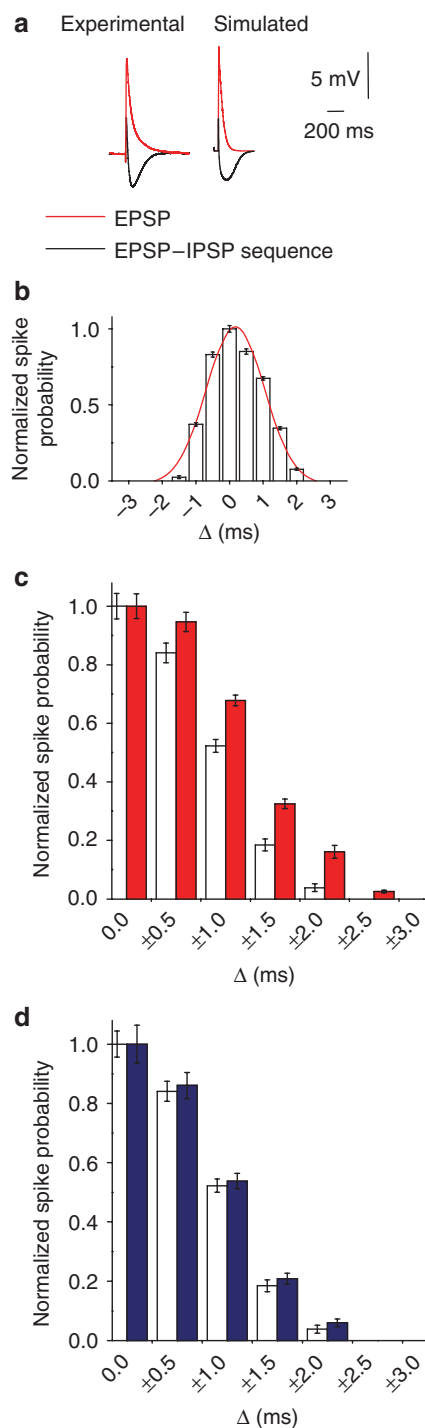 a
Experimental Simulated
5 mV
200 ms
EPSP
EPSP–IPSP sequence
b
Normalized spike
probability
1.0
0.5
0.0
–3 –2 –1 0 1 2 3
Δ (ms)
c
Normalized spike probability
1.0
0.8
0.6
0.4
0.2
0.0
0.0 ±0.5 ±1.0 ±1.5 ±2.0 ±2.5 ±3.0
Δ (ms)
d
Normalized spike probability
1.0
0.8
0.6
0.4
0.2
0.0
0.0 ±0.5 ±1.0 ±1.5 ±2.0 ±2.5 ±3.0
Δ (ms)